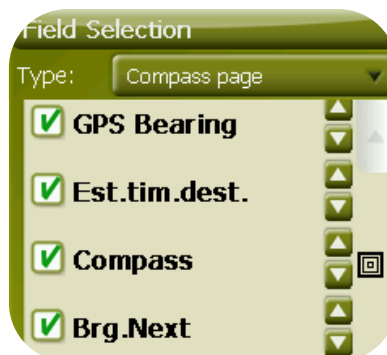 Field Selection
Type: Compass page
GPS Bearing
Est.tim.dest.
Compass
Brg.Next